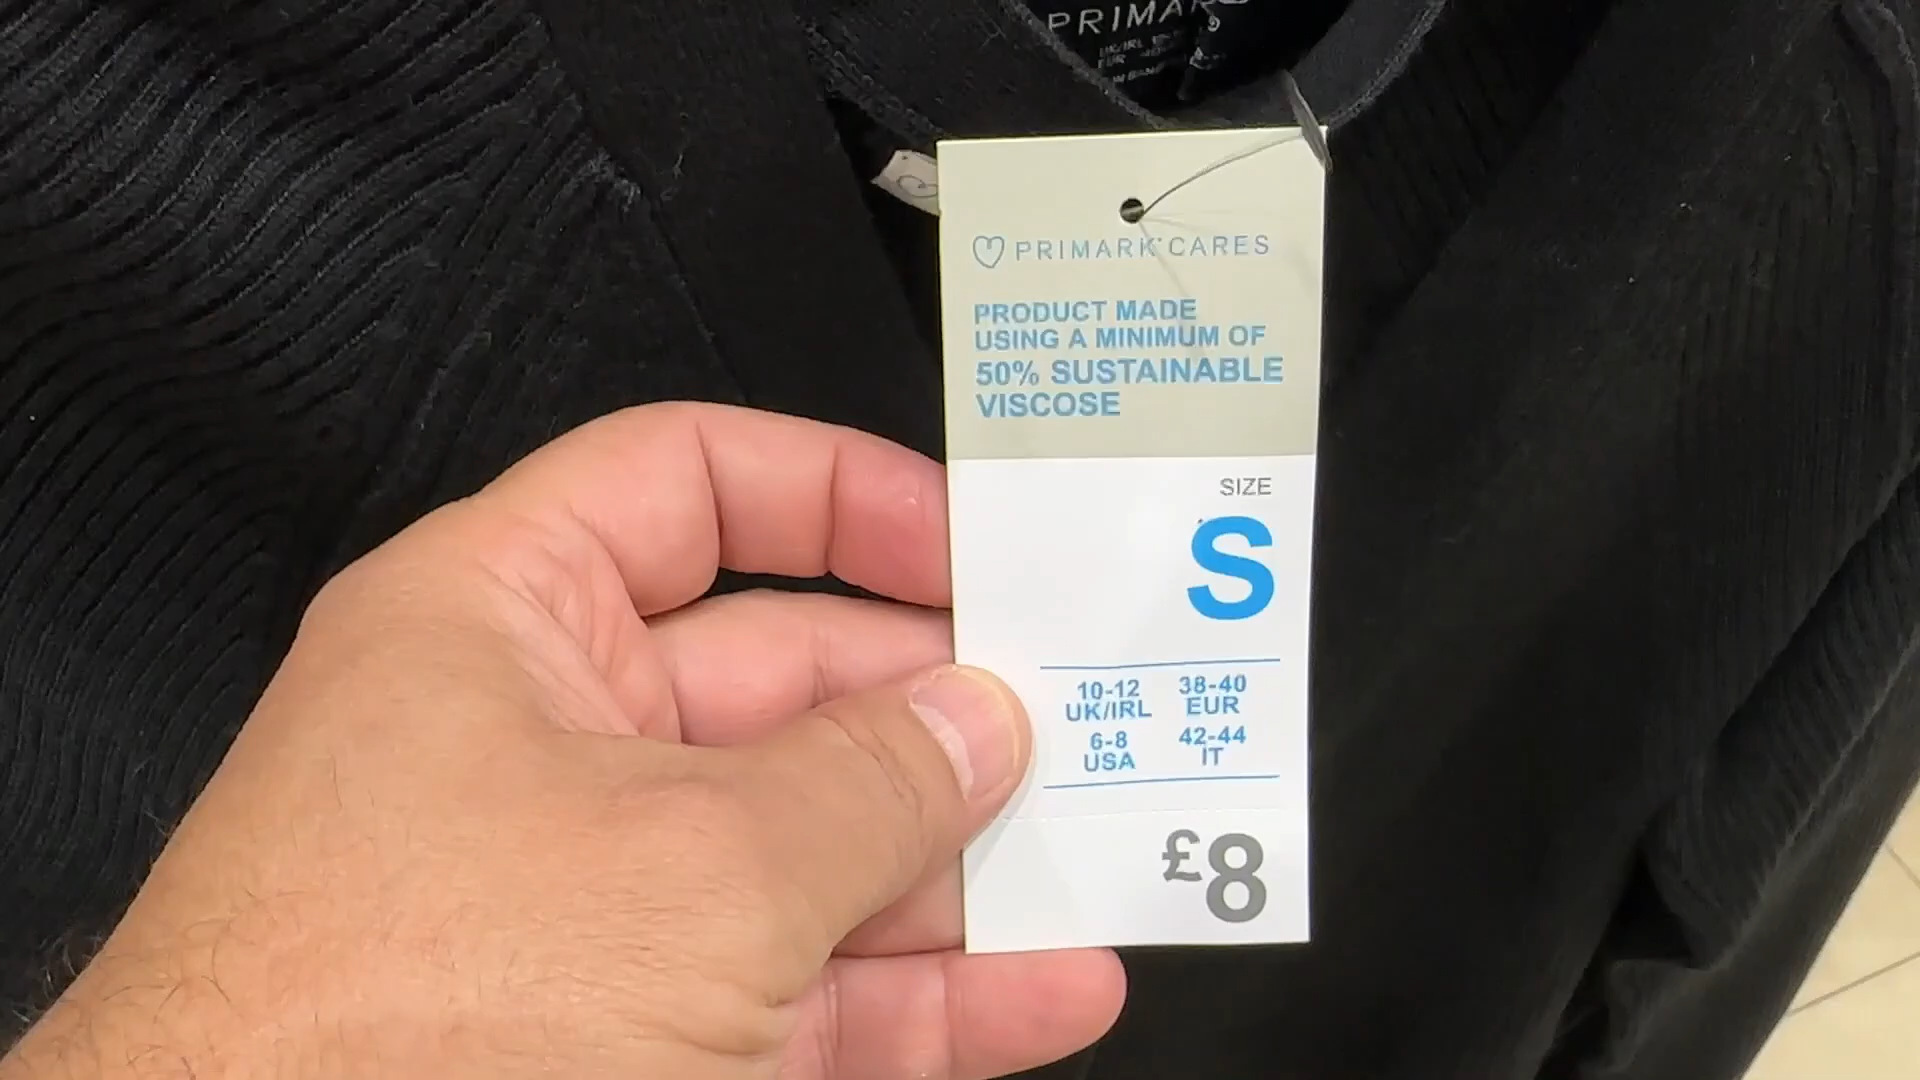 PRIMARK CARES
PRODUCT MADE
USING A MINIMUM OF
50% SUSTAINABLE
VISCOSE
SIZE
S
10-12 38-40
UK/IRL EUR
6-8 42-44
USA IT
£8